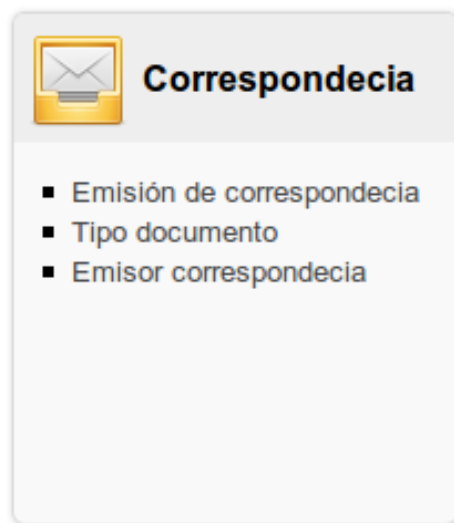 Correspondecia
Emisión de correspondecia
Tipo documento
Emisor correspondecia